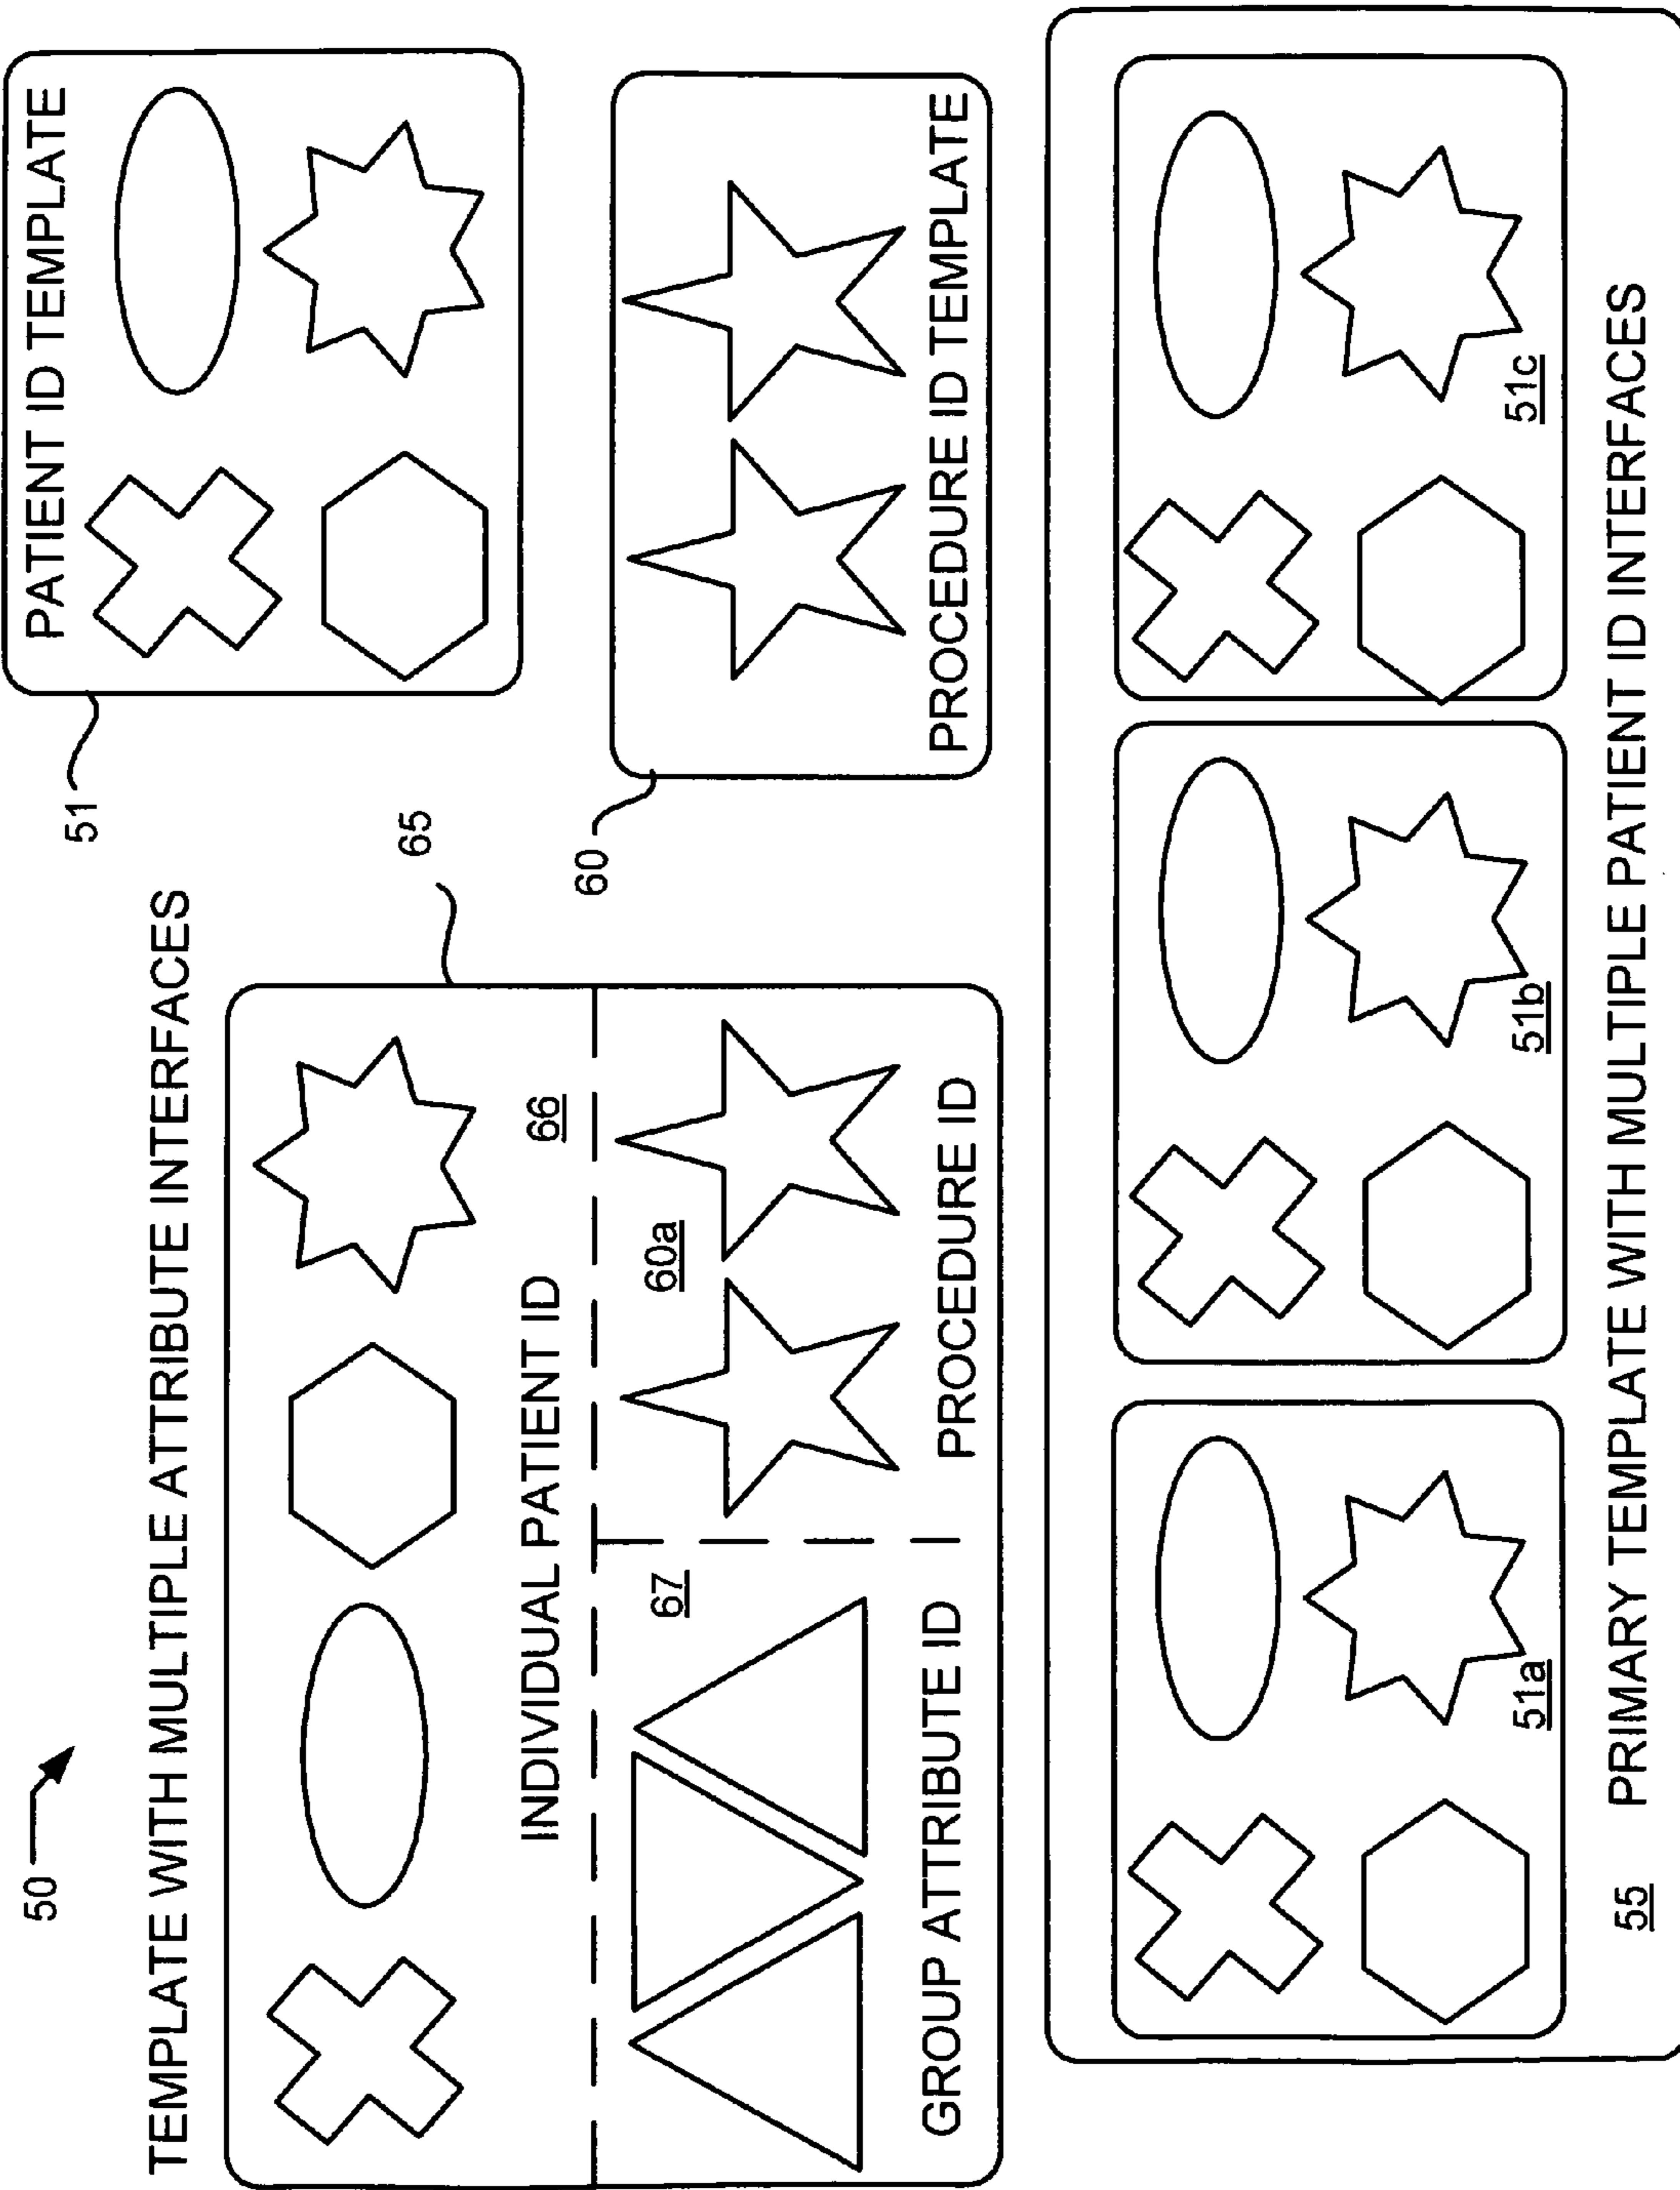 50
TEMPLATE WITH MULTIPLE ATTRIBUTE INTERFACES
65
INDIVIDUAL PATIENT ID
66
67
60a
GROUP ATTRIBUTE ID
PROCEDURE ID
51
PATIENT ID TEMPLATE
60
PROCEDURE ID TEMPLATE
51a
51b
51c
55
PRIMARY TEMPLATE WITH MULTIPLE PATIENT ID INTERFACES